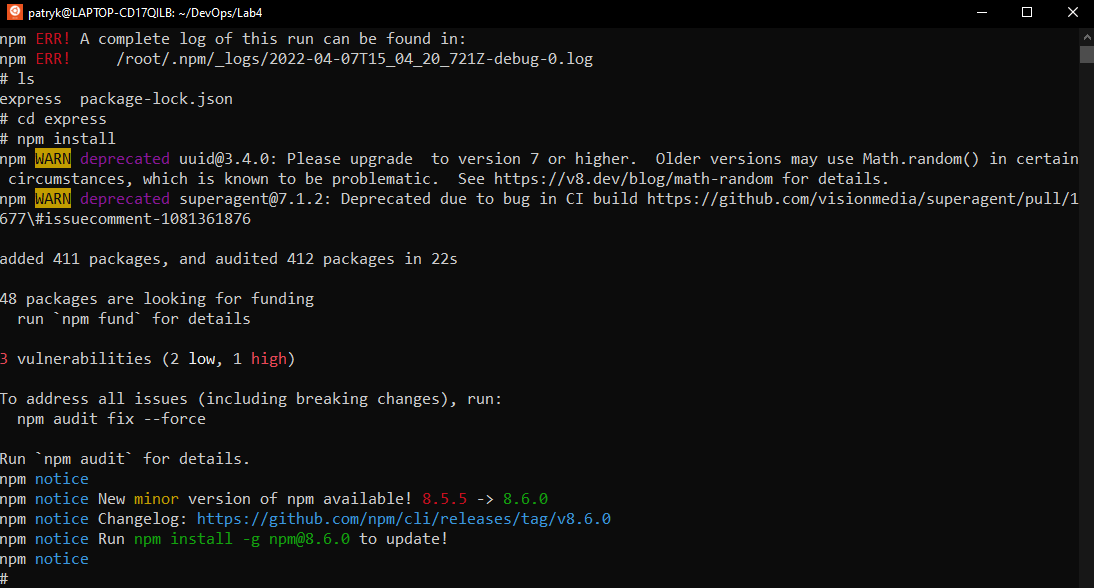 patryk@LAPTOP-CD17QILB: ~/DevOps/Lab4
npm ERR! A complete log of this run can be found in:
npm ERR!     /root/.npm/_logs/2022-04-07T15_04_20_721Z-debug-0.log
# ls
express  package-lock.json
# cd express
# npm install
npm WARN deprecated uuid@3.4.0: Please upgrade  to version 7 or higher.  Older versions may use Math.random() in certain
 circumstances, which is known to be problematic.  See https://v8.dev/blog/math-random for details.
npm WARN deprecated superagent@7.1.2: Deprecated due to bug in CI build https://github.com/visionmedia/superagent/pull/1
677\#issuecomment-1081361876
added 411 packages, and audited 412 packages in 22s
48 packages are looking for funding
  run `npm fund` for details
3 vulnerabilities (2 low, 1 high)
To address all issues (including breaking changes), run:
  npm audit fix --force
Run `npm audit` for details.
npm notice
npm notice New minor version of npm available! 8.5.5 -> 8.6.0
npm notice Changelog: https://github.com/npm/cli/releases/tag/v8.6.0
npm notice Run npm install -g npm@8.6.0 to update!
npm notice
#